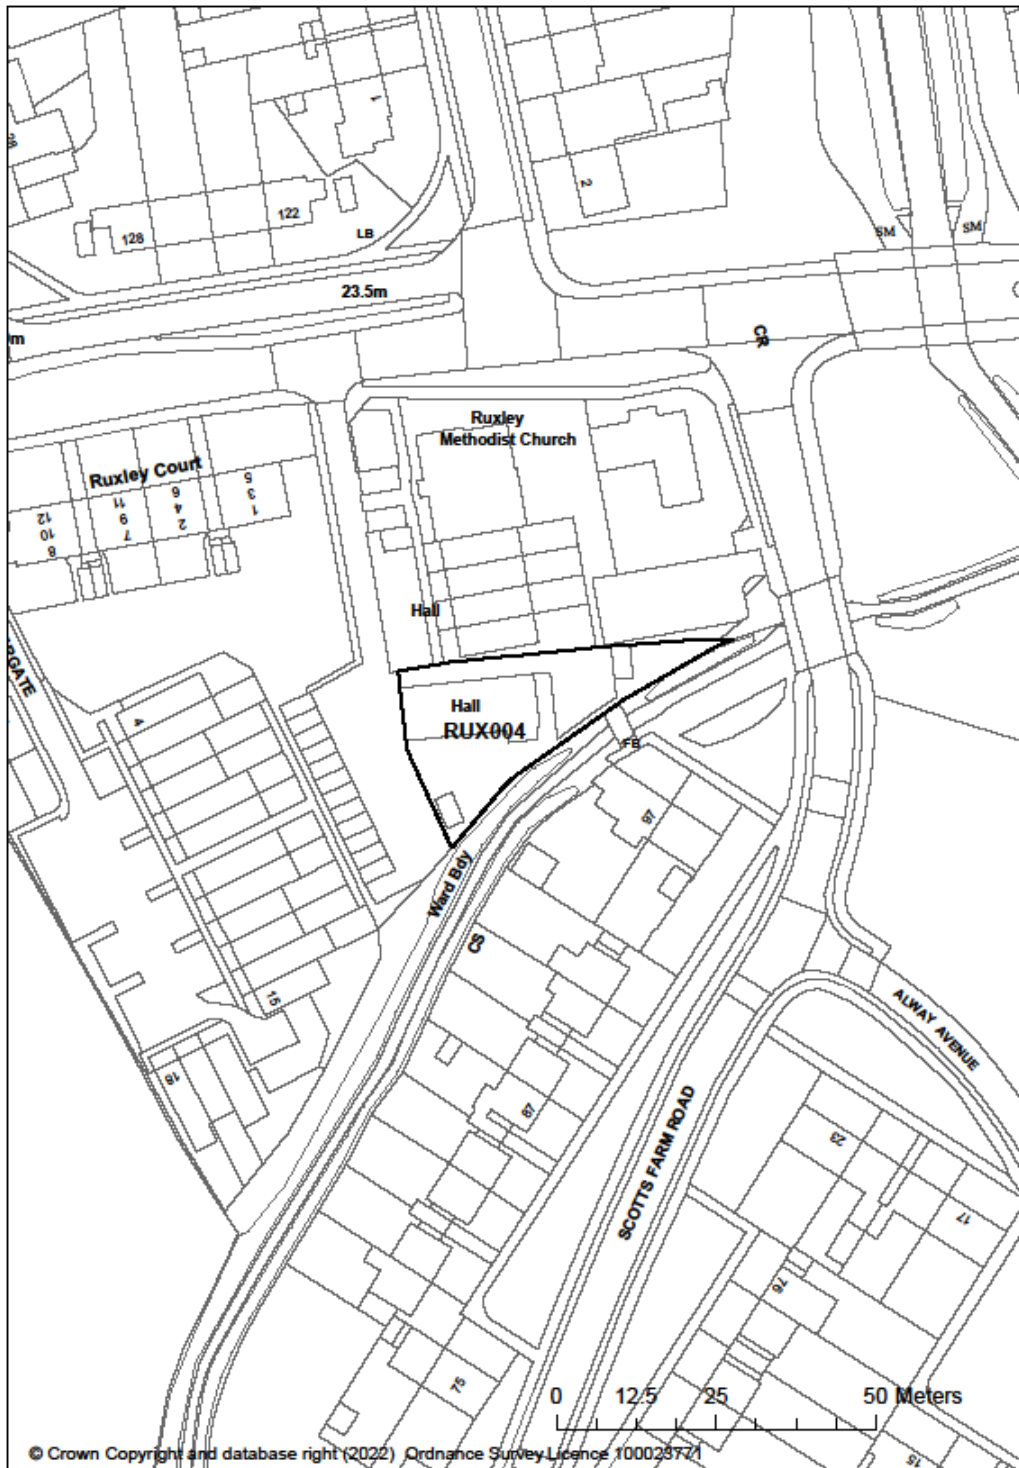 1
2
38
122
128
LB
SM
SM
23.5m
0m
CR
Ruxley
Methodist Church
Ruxley Court
5
3
1
6
4
2
11
9
7
12
10
8
Hall
Hall
RUX004
FB
4
97
Ward Bdy
CS
15
18
87
ALWAY AVENUE
SCOTTS FARM ROAD
23
17
76
75
15
0 12.5 25 50 Meters
© Crown Copyright and database right (2022) Ordnance Survey Licence 100023771